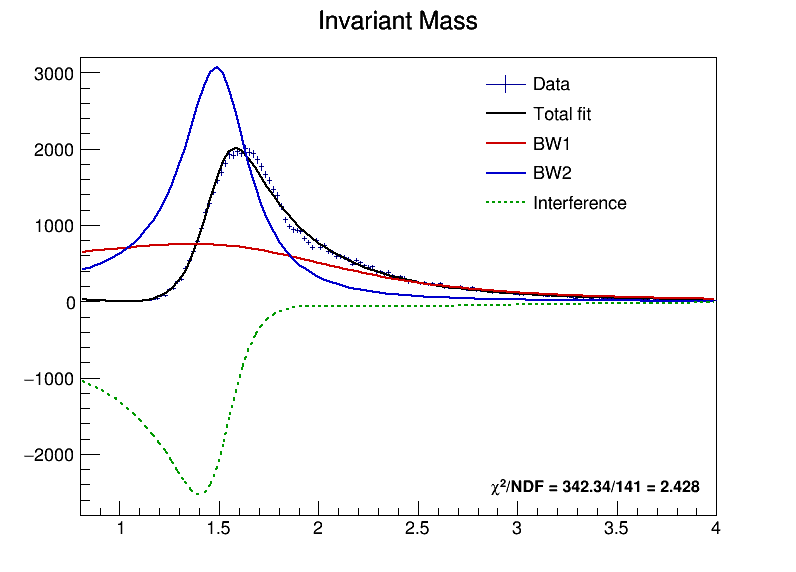 Invariant Mass
3000
2000
1000
0
−1000
−2000
Data
Total fit
BW1
BW2
Interference
χ²/NDF = 342.34/141 = 2.428
1 1.5 2 2.5 3 3.5 4